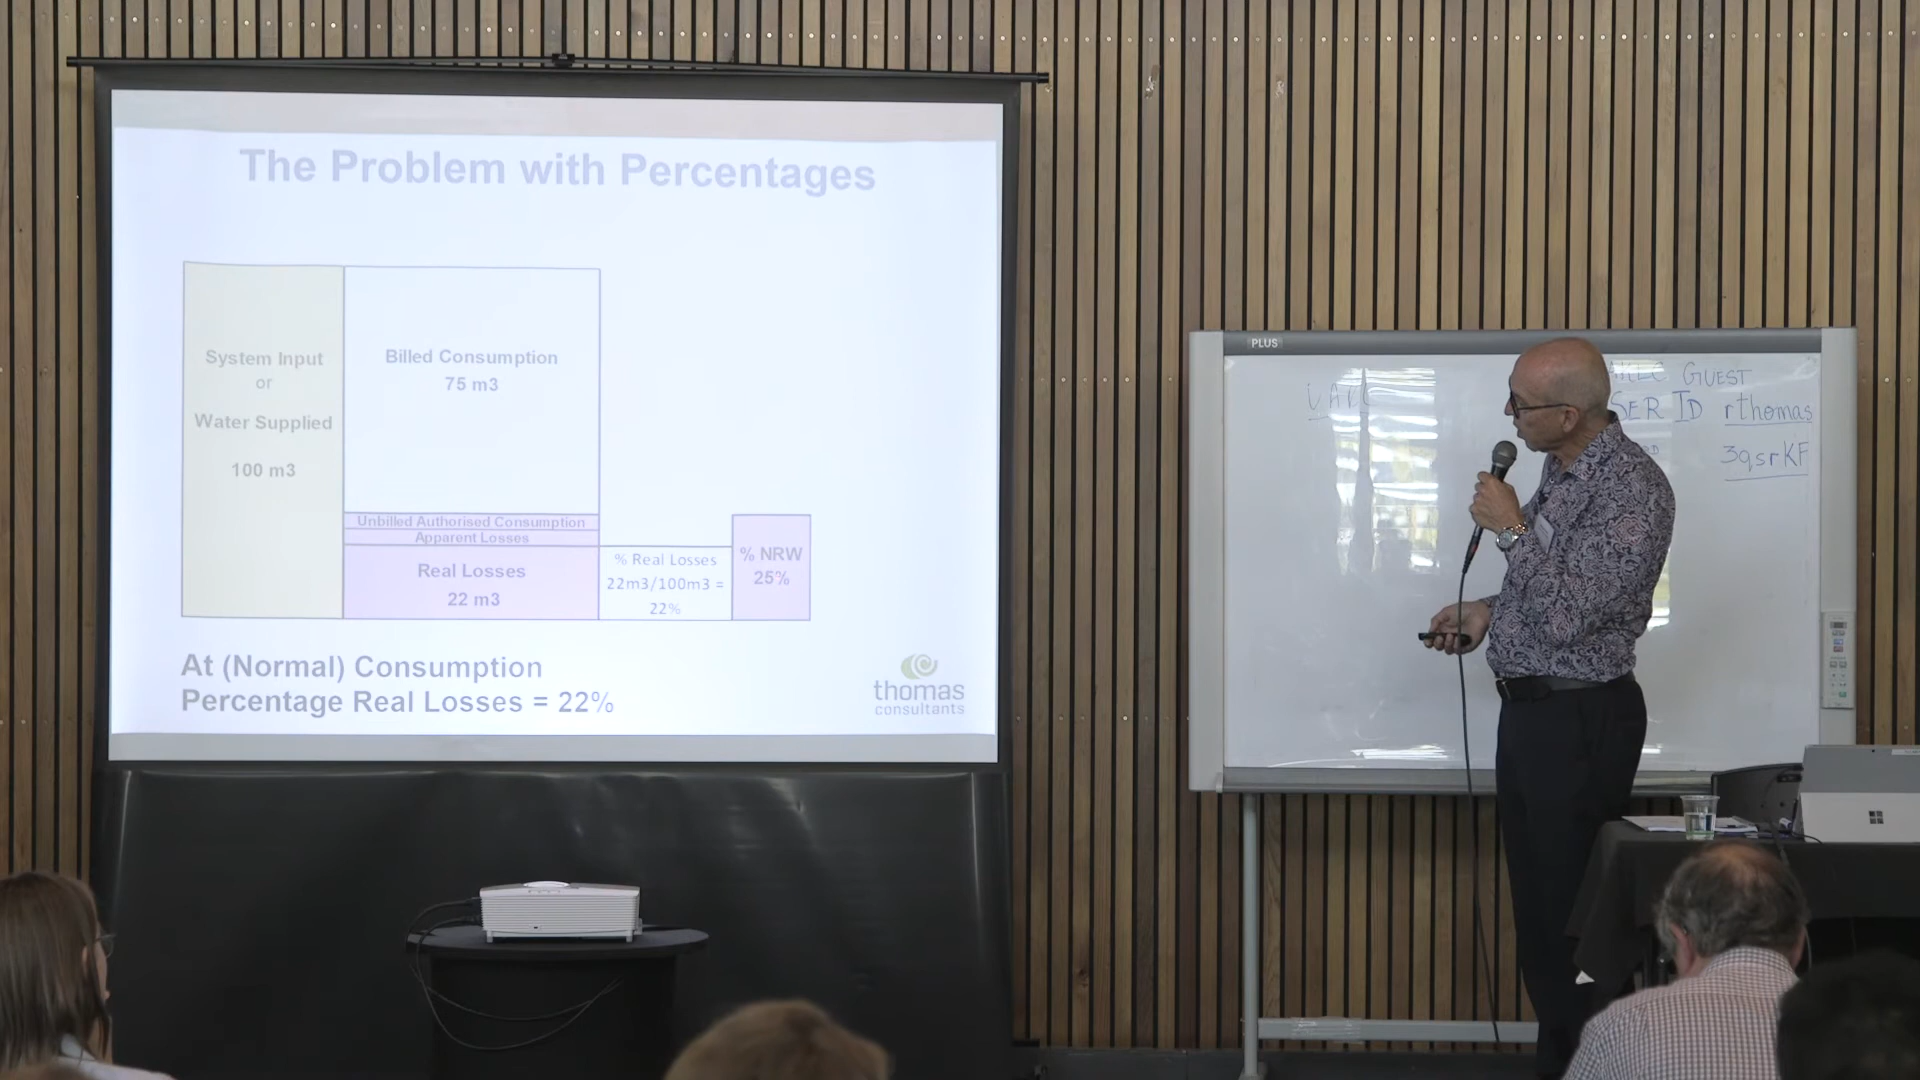 The Problem with Percentages
System Input
or
Water Supplied
100 m3
Billed Consumption
75 m3
Unbilled Authorised Consumption
Apparent Losses
Real Losses
22 m3
% Real Losses
22m3/100m3 =
22%
% NRW
25%
At (Normal) Consumption
Percentage Real Losses = 22%
thomas
consultants
PLUS
GUEST
SER ID rthomas
3qsrKF